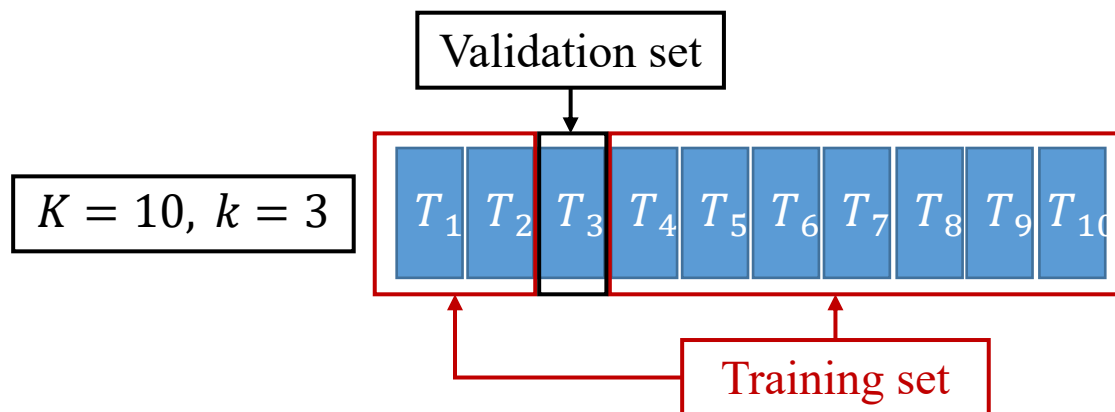 Validation set
K = 10, k = 3
T₁ T₂ T₃ T₄ T₅ T₆ T₇ T₈ T₉ T₁₀
Training set